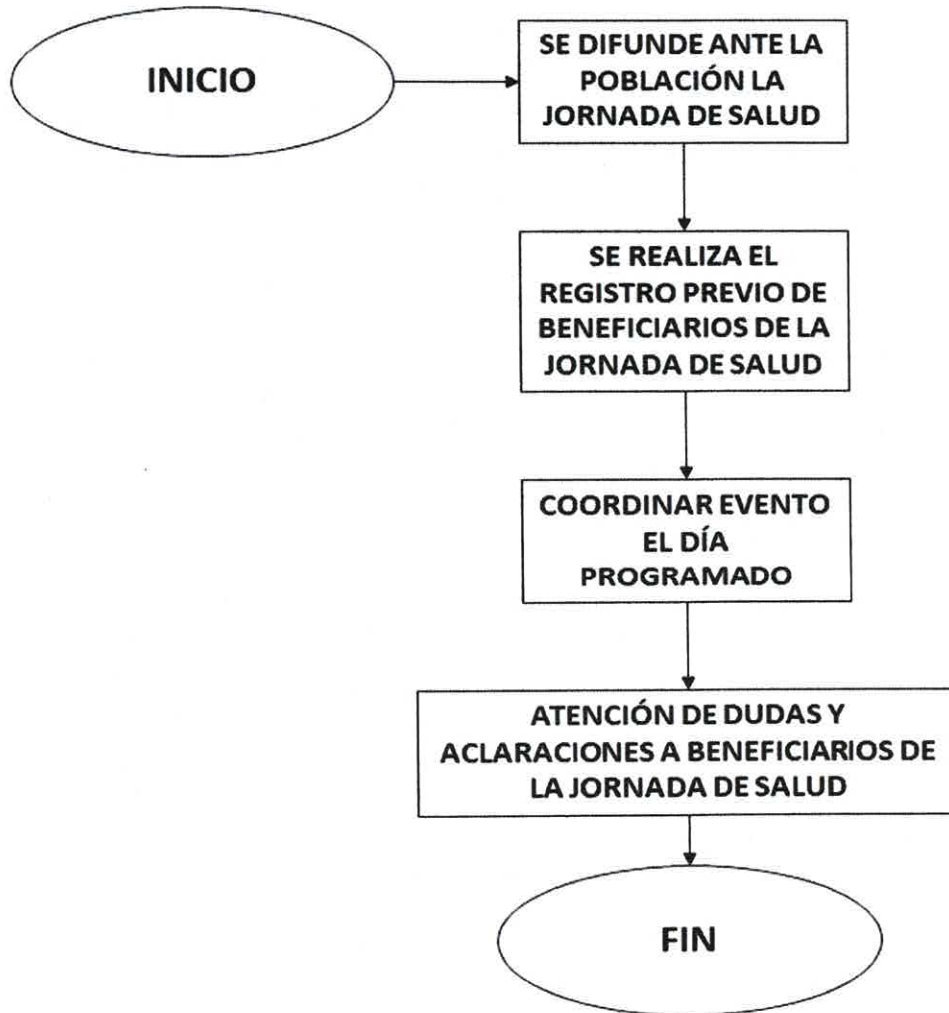 INICIO
SE DIFUNDE ANTE LA
POBLACIÓN LA
JORNADA DE SALUD
SE REALIZA EL
REGISTRO PREVIO DE
BENEFICIARIOS DE LA
JORNADA DE SALUD
COORDINAR EVENTO
EL DÍA
PROGRAMADO
ATENCIÓN DE DUDAS Y
ACLARACIONES A BENEFICIARIOS DE
LA JORNADA DE SALUD
FIN